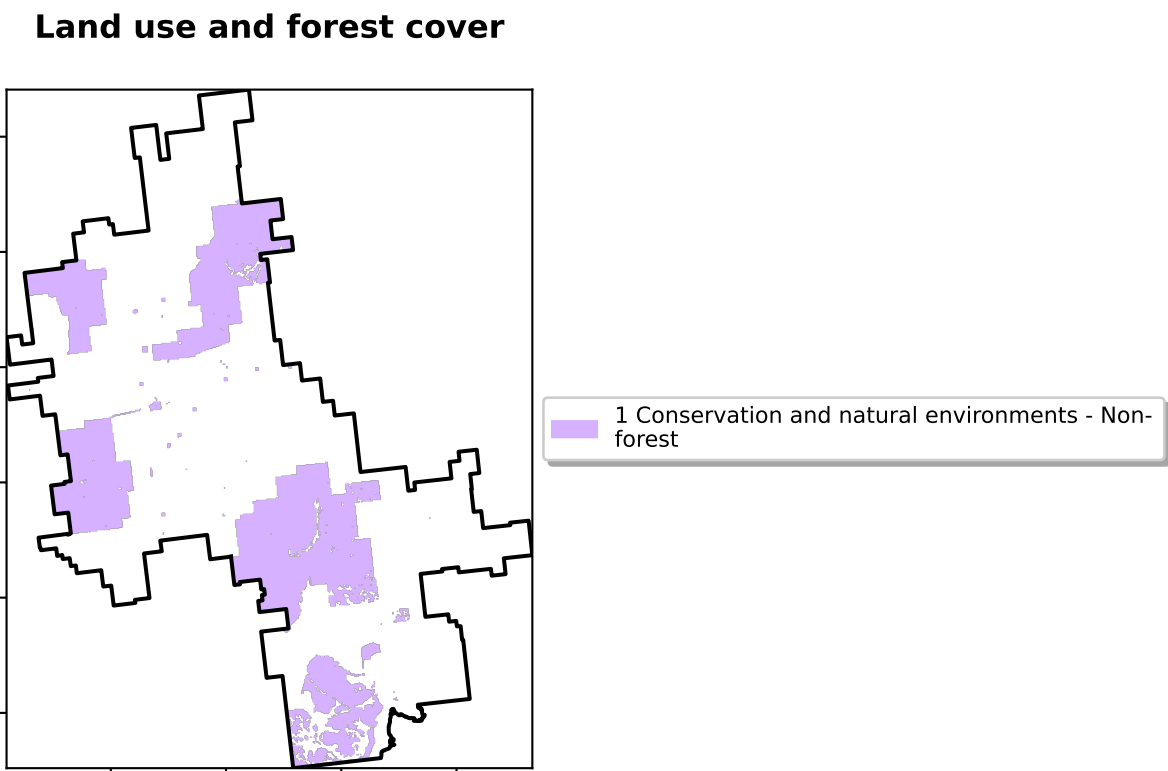 Land use and forest cover
1 Conservation and natural environments - Non-
forest